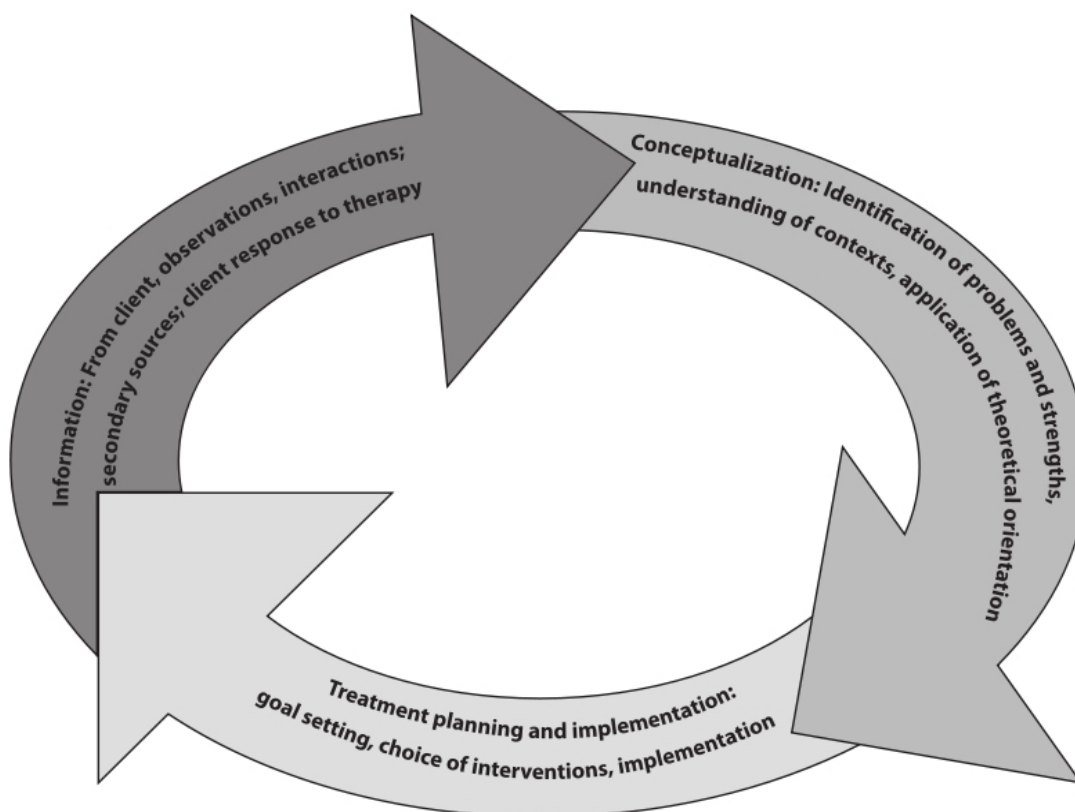 Information: From client, observations, interactions;
secondary sources; client response to therapy
Conceptualization: Identification of problems and strengths,
understanding of contexts, application of theoretical orientation
Treatment planning and implementation:
goal setting, choice of interventions, implementation